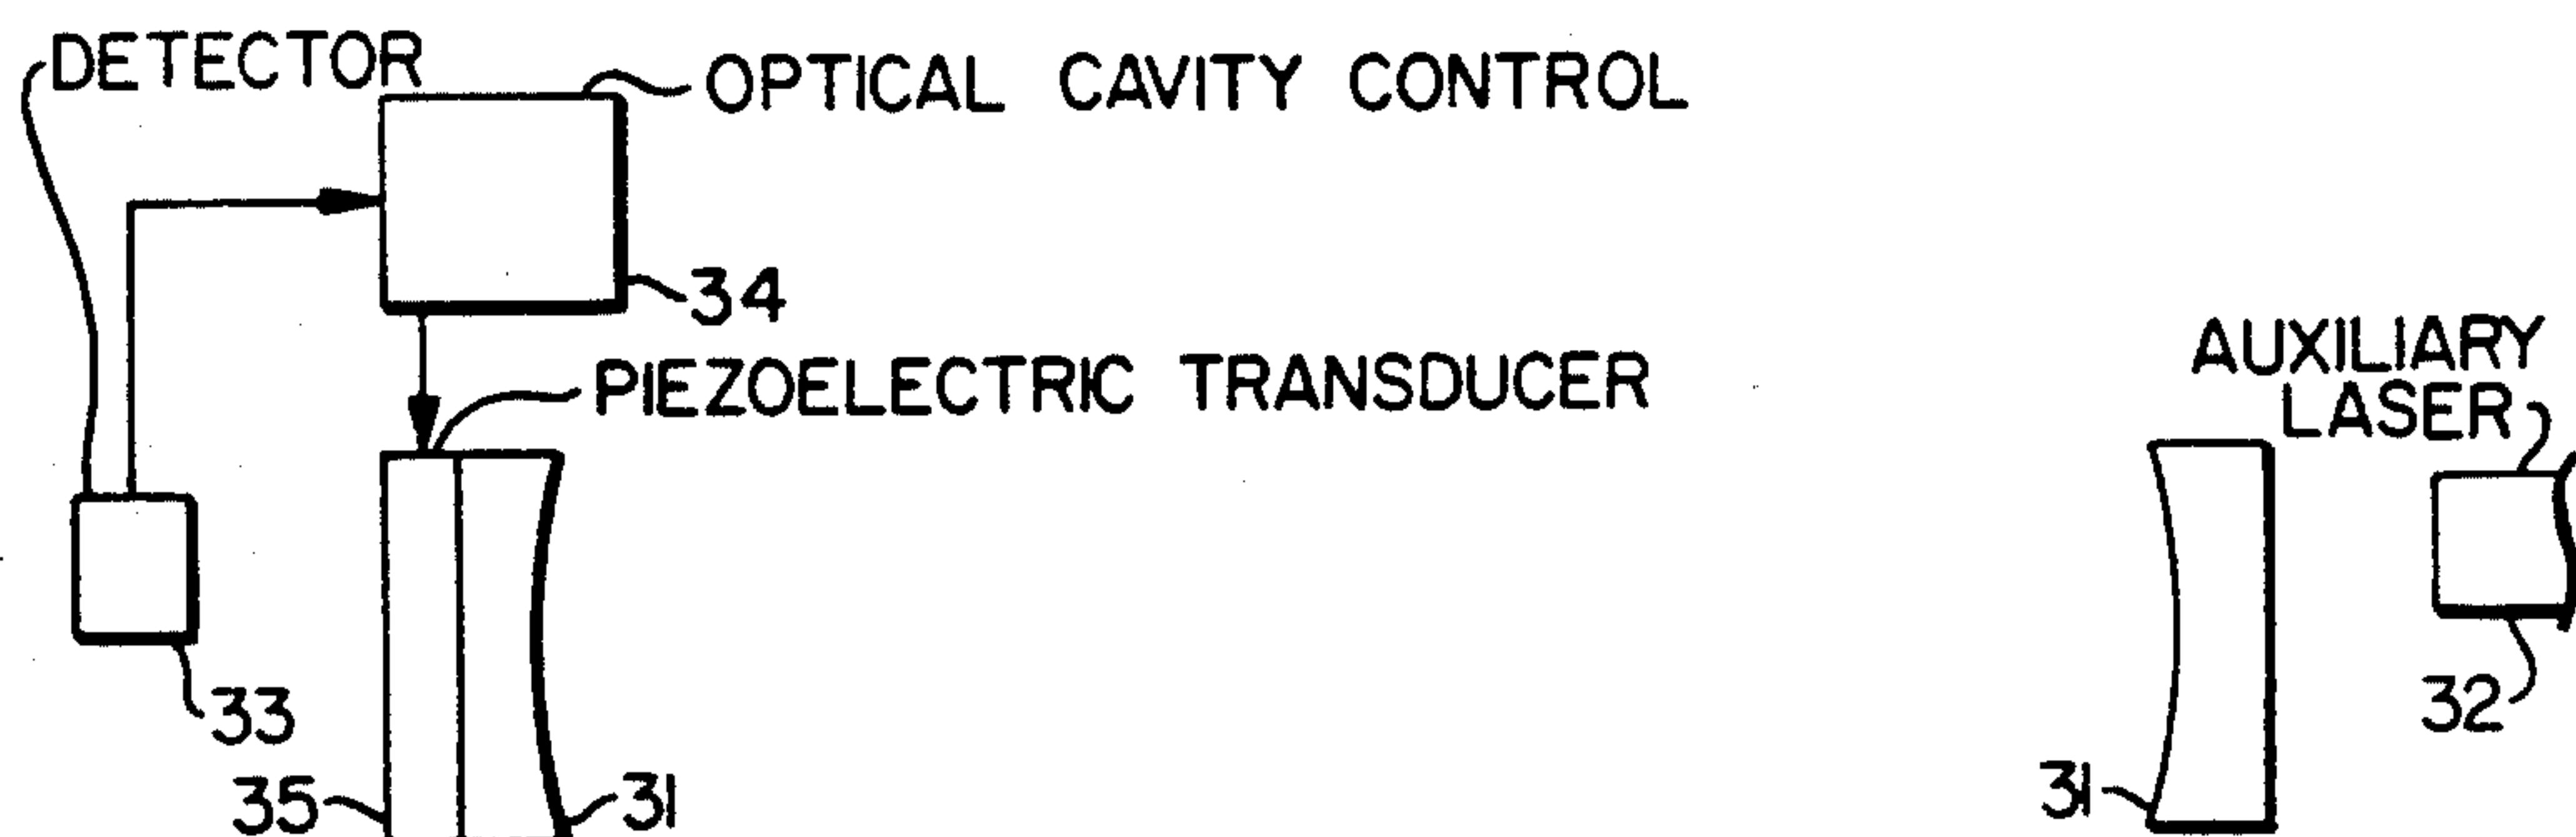 DETECTOR
OPTICAL CAVITY CONTROL
34
PIEZOELECTRIC TRANSDUCER
AUXILIARY
LASER
33
32
35
31
31